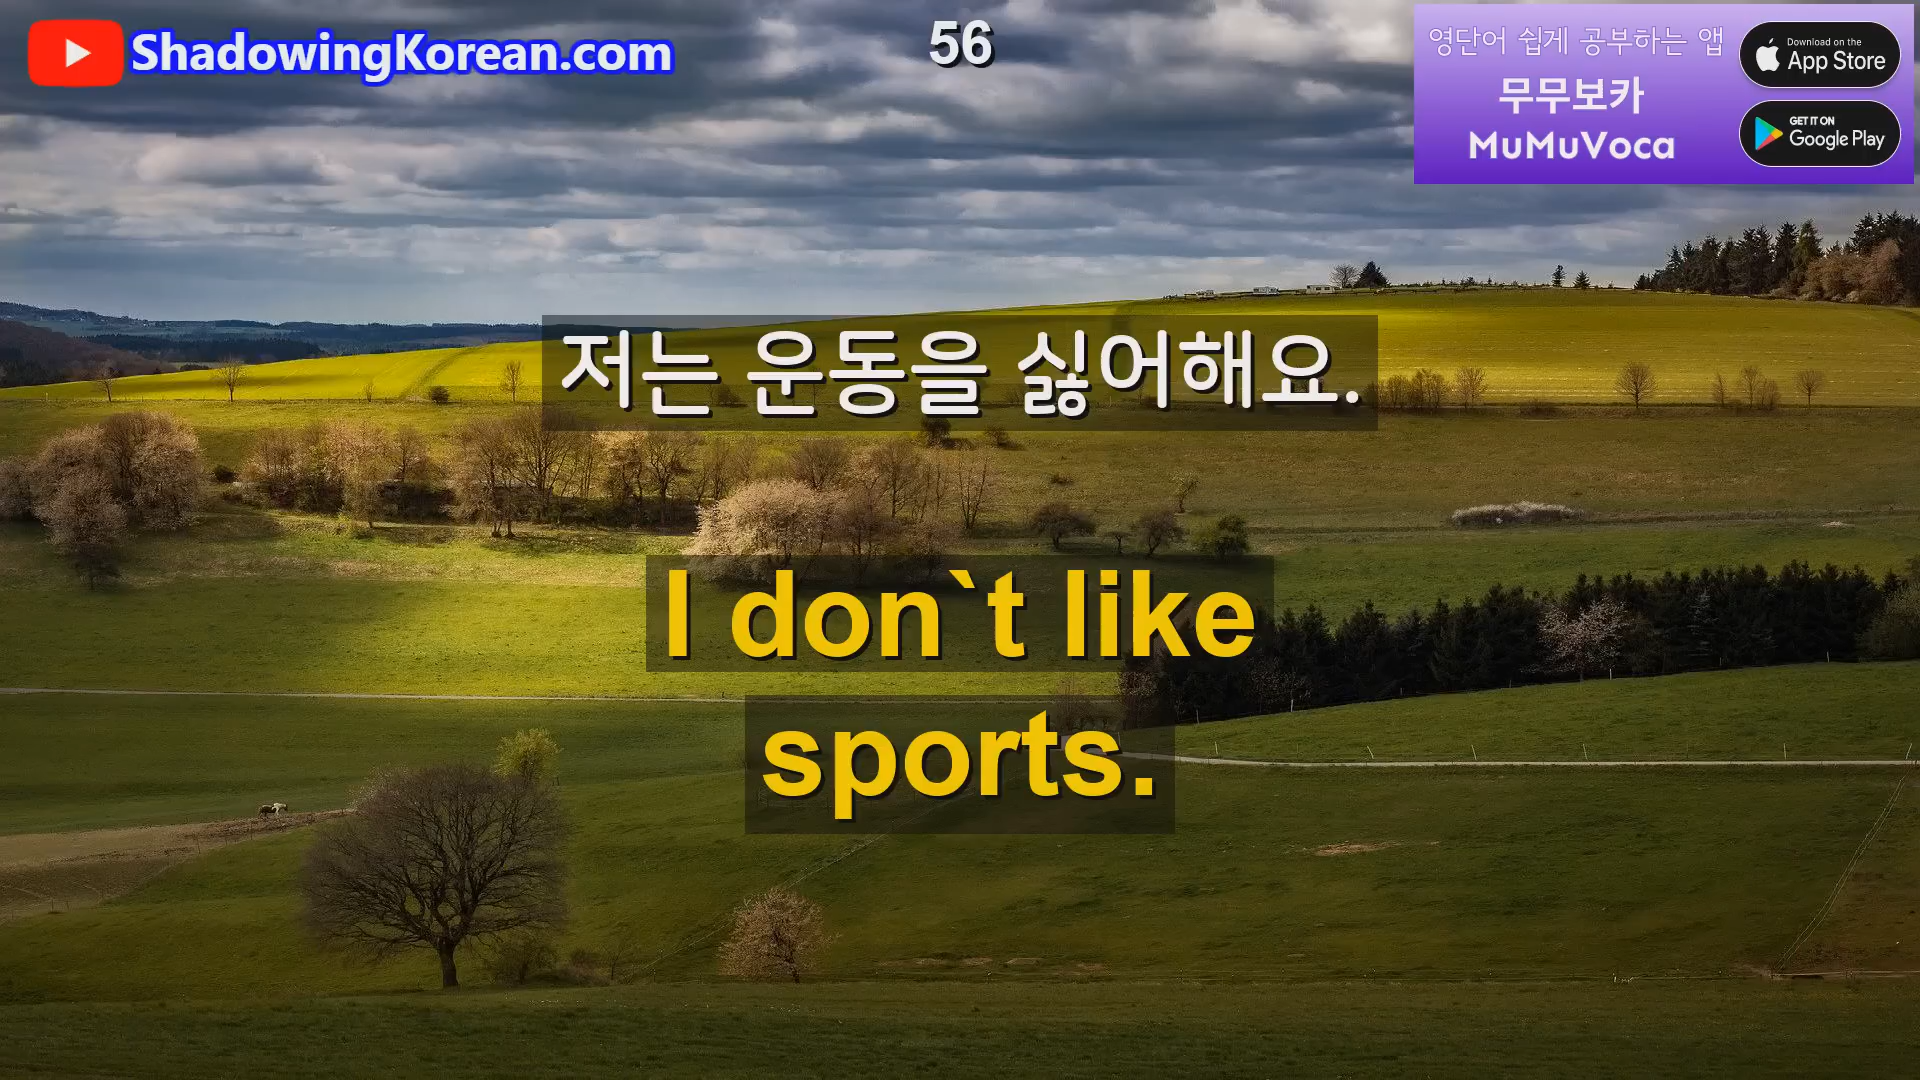 ShadowingKorean.com
56
영단어 쉽게 공부하는 앱
무무보카
MuMuVoca
Download on the
App Store
GET IT ON
Google Play
저는 운동을 싫어해요.
I don`t like
sports.